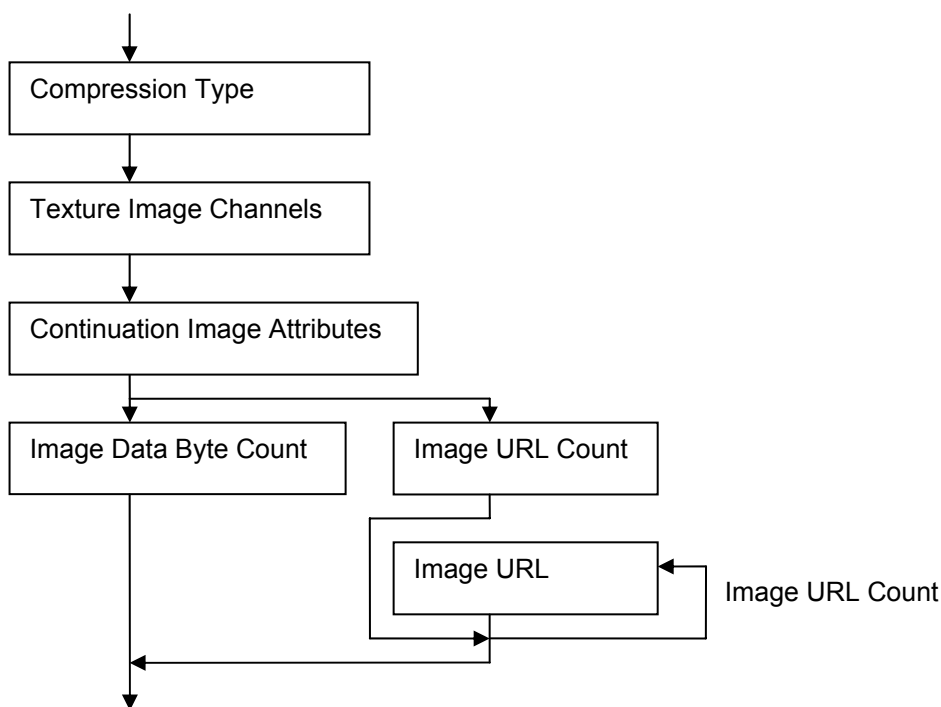 Compression Type
Texture Image Channels
Continuation Image Attributes
Image Data Byte Count
Image URL Count
Image URL
Image URL Count